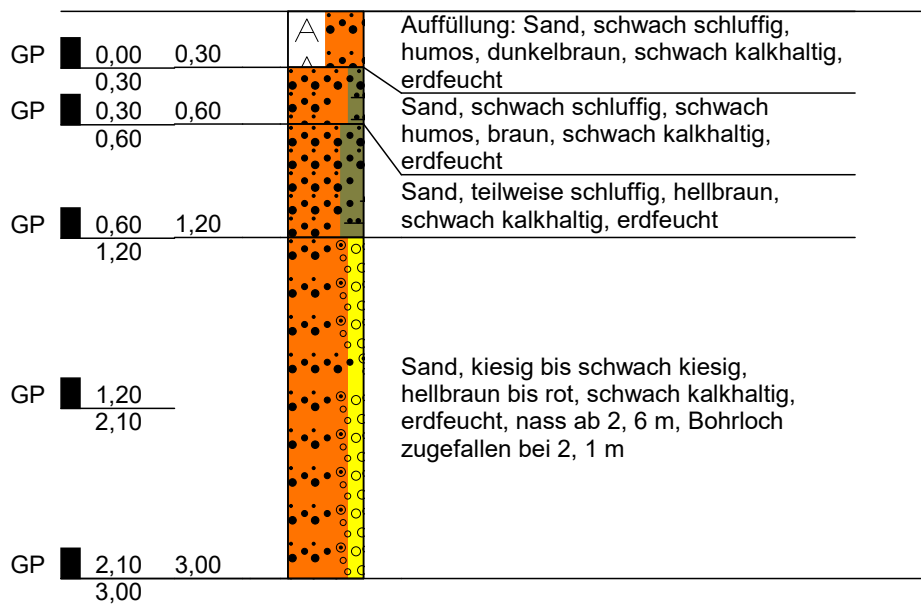 A
Auffüllung: Sand, schwach schluffig,
humos, dunkelbraun, schwach kalkhaltig,
erdfeucht
GP 0,00 0,30
0,30
Sand, schwach schluffig, schwach
humos, braun, schwach kalkhaltig,
erdfeucht
GP 0,30 0,60
0,60
Sand, teilweise schluffig, hellbraun,
schwach kalkhaltig, erdfeucht
GP 0,60 1,20
1,20
Sand, kiesig bis schwach kiesig,
hellbraun bis rot, schwach kalkhaltig,
erdfeucht, nass ab 2, 6 m, Bohrloch
zugefallen bei 2, 1 m
GP 1,20
2,10
GP 2,10 3,00
3,00